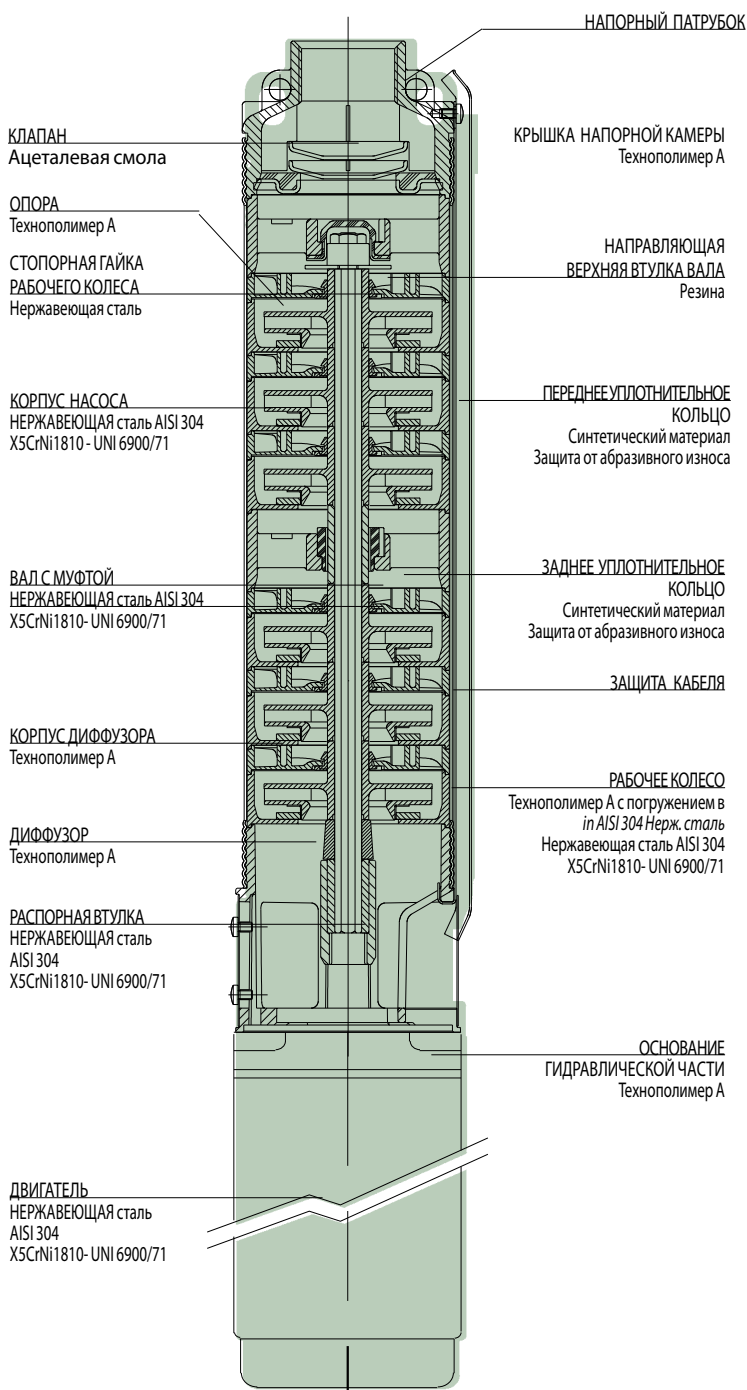 НАПОРНЫЙ ПАТРУБОК
КЛАПАН
Ацеталевая смола
КРЫШКА НАПОРНОЙ КАМЕРЫ
Технополимер А
ОПОРА
Технополимер А
НАПРАВЛЯЮЩАЯ
ВЕРХНЯЯ ВТУЛКА ВАЛА
Резина
СТОПОРНАЯ ГАЙКА
РАБОЧЕГО КОЛЕСА
Нержавеющая сталь
ПЕРЕДНЕЕ УПЛОТНИТЕЛЬНОЕ
КОЛЬЦО
Синтетический материал
Защита от абразивного износа
КОРПУС НАСОСА
НЕРЖАВЕЮЩАЯ сталь AISI 304
X5CrNi1810 - UNI 6900/71
ЗАДНЕЕ УПЛОТНИТЕЛЬНОЕ
КОЛЬЦО
Синтетический материал
Защита от абразивного износа
ВАЛ С МУФТОЙ
НЕРЖАВЕЮЩАЯ сталь AISI 304
X5CrNi1810- UNI 6900/71
ЗАЩИТА КАБЕЛЯ
КОРПУС ДИФФУЗОРА
Технополимер А
РАБОЧЕЕ КОЛЕСО
Технополимер А с погружением в
in AISI 304 Нерж. сталь
Нержавеющая сталь AISI 304
X5CrNi1810- UNI 6900/71
ДИФФУЗОР
Технополимер А
РАСПОРНАЯ ВТУЛКА
НЕРЖАВЕЮЩАЯ сталь
AISI 304
X5CrNi1810- UNI 6900/71
ОСНОВАНИЕ
ГИДРАВЛИЧЕСКОЙ ЧАСТИ
Технополимер А
ДВИГАТЕЛЬ
НЕРЖАВЕЮЩАЯ сталь
AISI 304
X5CrNi1810- UNI 6900/71